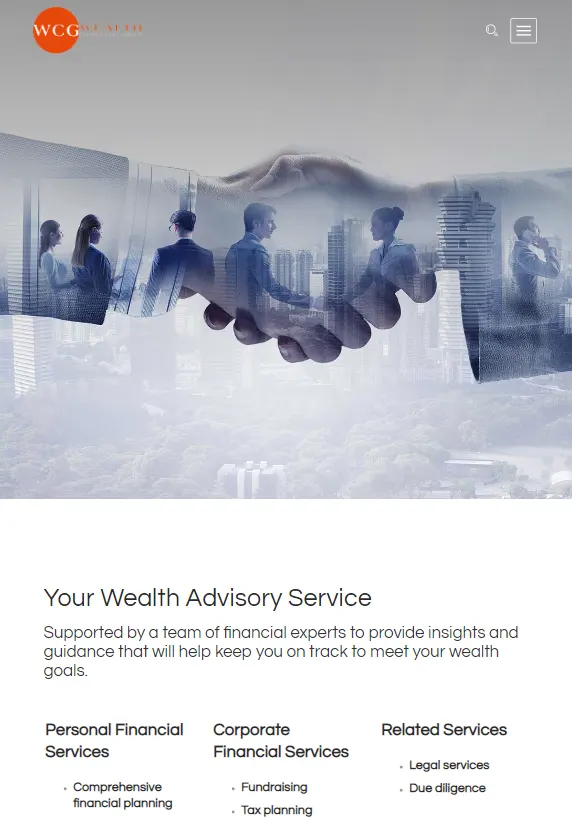 WCG WEALTH
Your Wealth Advisory Service
Supported by a team of financial experts to provide insights and
guidance that will help keep you on track to meet your wealth
goals.
Personal Financial
Services
Comprehensive
financial planning
Corporate
Financial Services
Fundraising
Tax planning
Related Services
Legal services
Due diligence